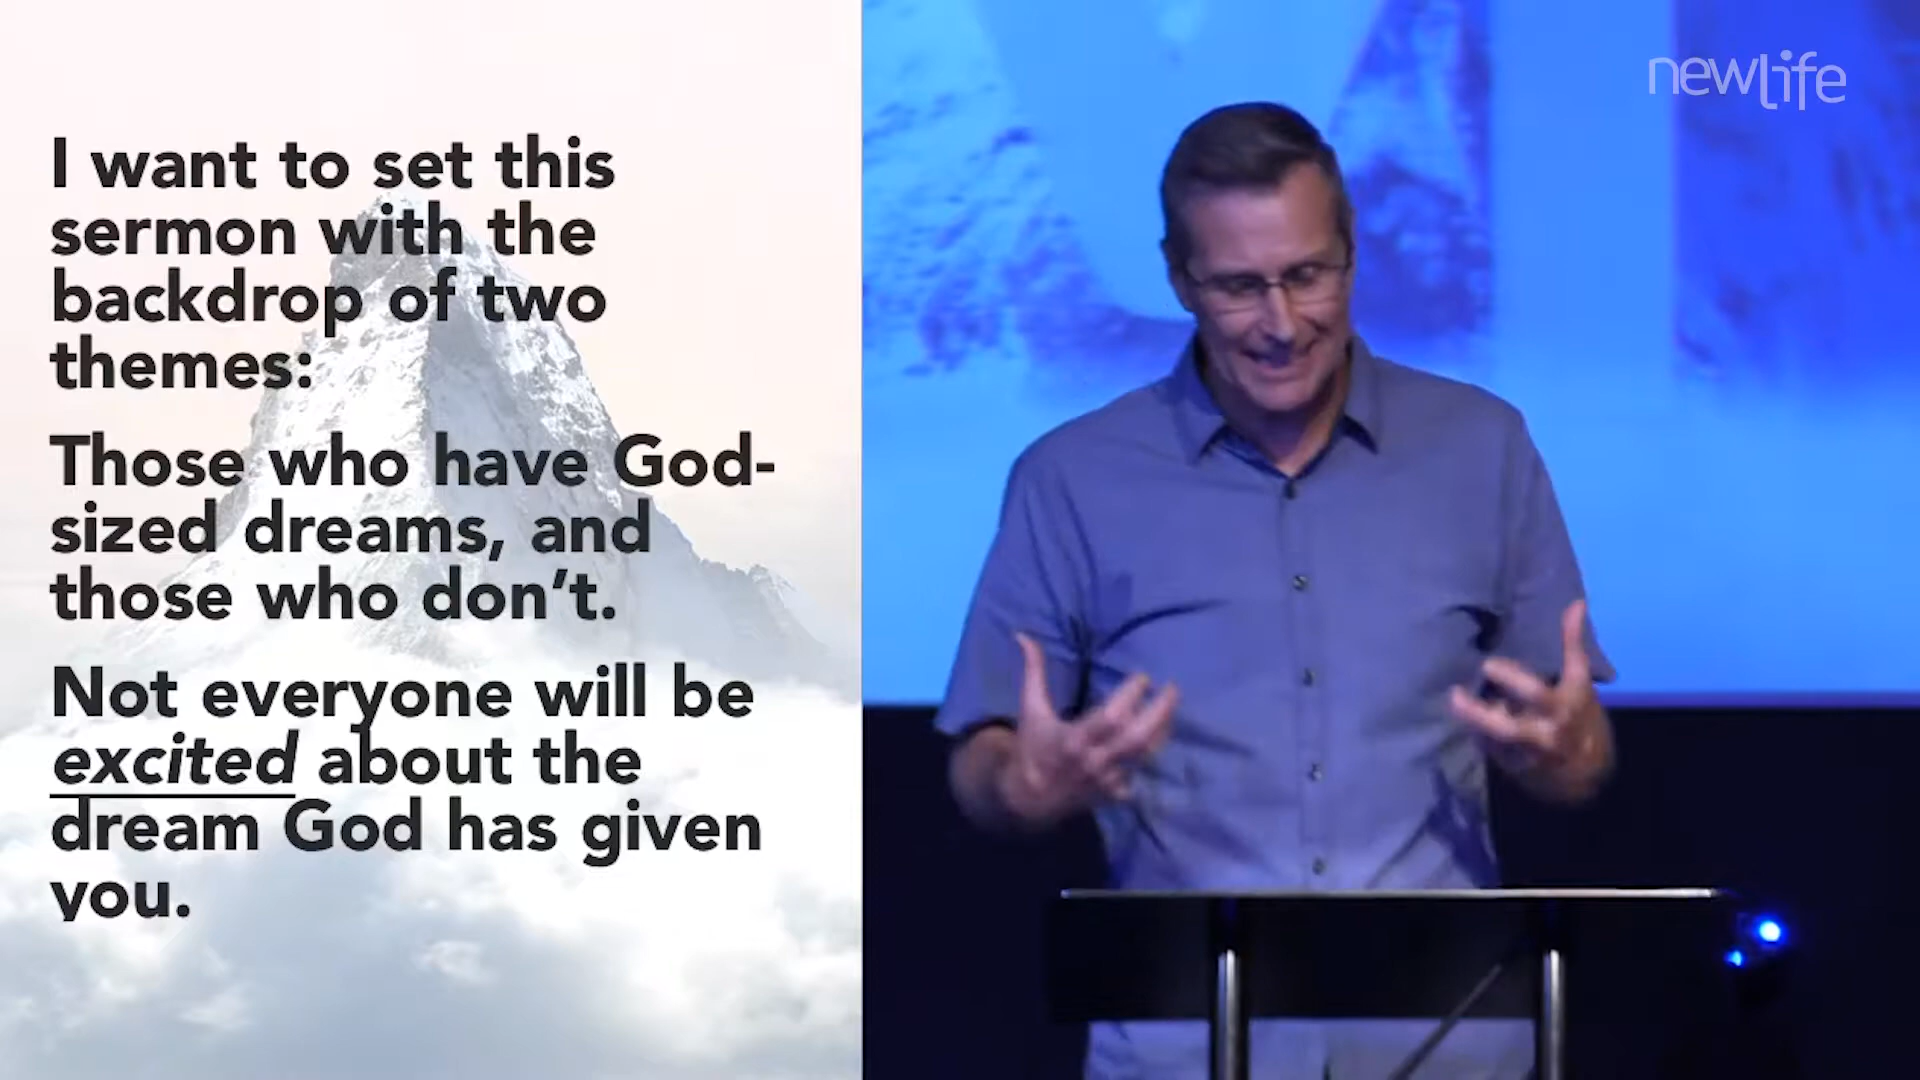 newlife
I want to set this
sermon with the
backdrop of two
themes:
Those who have God-
sized dreams, and
those who don’t.
Not everyone will be
excited about the
dream God has given
you.